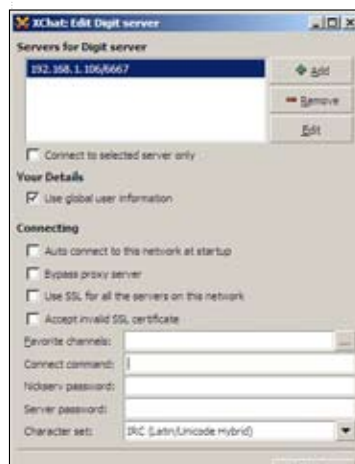 XChat: Edit Digit server
Servers for Digit server
192.168.1.106/6667
Add
Remove
Edit
Connect to selected server only
Your Details
Use global user information
Connecting
Auto connect to this network at startup
Bypass proxy server
Use SSL for all the servers on this network
Accept invalid SSL certificate
Favorite channels:
...
Connect command:
Nickserv password:
Server password:
Character set: IRC (Latin/Unicode Hybrid)